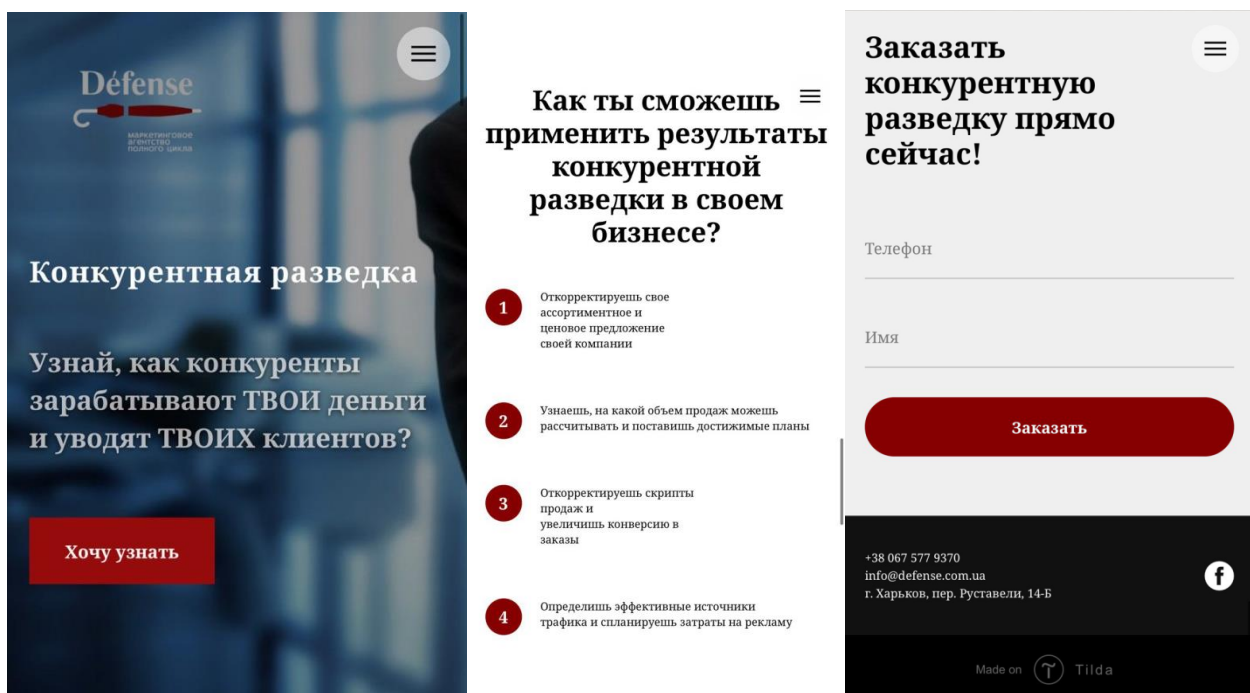 Défense
маркетинговое
агентство
полного цикла
Конкурентная разведка
Узнай, как конкуренты
зарабатывают ТВОИ деньги
и уводят ТВОИХ клиентов?
Хочу узнать
Как ты сможешь
применить результаты
конкурентной
разведки в своем
бизнесе?
1
Откорректируешь свое
ассортиментное и
ценовое предложение
своей компании
2
Узнаешь, на какой объем продаж можешь
рассчитывать и поставишь достижимые планы
3
Откорректируешь скрипты
продаж и
увеличишь конверсию в
заказы
4
Определишь эффективные источники
трафика и спланируешь затраты на рекламу
Заказать
конкурентную
разведку прямо
сейчас!
Телефон
Имя
Заказать
+38 067 577 9370
info@defense.com.ua
г. Харьков, пер. Руставели, 14-Б
f
Made on Tilda